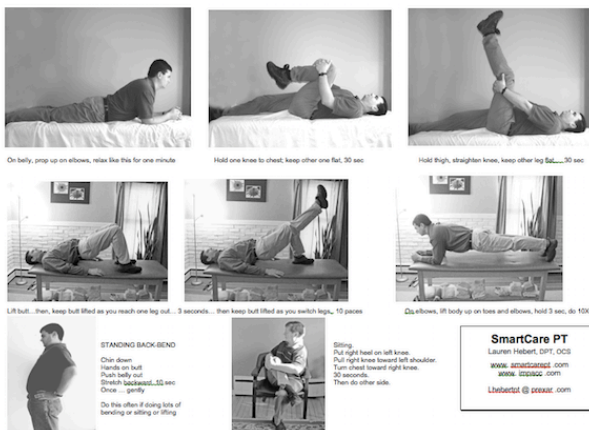 On belly, prop up on elbows, relax like this for one minute
Hold one knee to chest; keep other one flat, 30 sec
Hold thigh, straighten knee, keep other leg flat.... 30 sec
Lift butt...then, keep butt lifted as you reach one leg out... 3 seconds... then keep butt lifted as you switch legs, 10 paces
On elbows, lift body up on toes and elbows, hold 3 sec, do 10X
STANDING BACK-BEND
Chin down
Hands on butt
Push belly out
Stretch backward 10 sec
Once ... gently
Do this often if doing lots of
bending or sitting or lifting
Sitting.
Put right heel on left knee.
Pull right knee toward left shoulder.
Turn chest toward right knee.
30 seconds.
Then do other side.
SmartCare PT
Lauren Hebert, DPT, OCS
www. smartcarept .com
www. impacc .com
Lhebertpt @ prexar .com